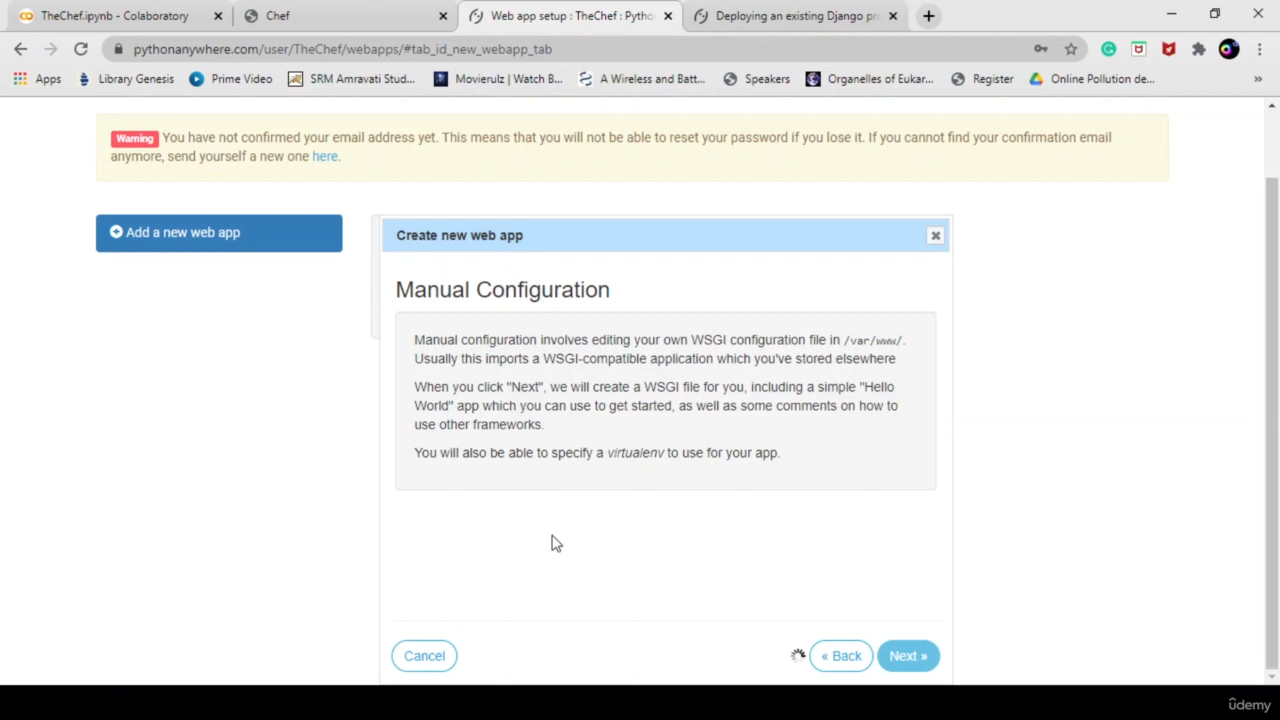 TheChef.ipynb - Colaboratory
Chef
Web app setup : TheChef : Pytho
Deploying an existing Django pro
pythonanywhere.com/user/TheChef/webapps/#tab_id_new_webapp_tab
Apps
Library Genesis
Prime Video
SRM Amravati Stud...
Movierulz | Watch B...
A Wireless and Batt...
Speakers
Organelles of Eukar...
Register
Online Pollution de...
»
Warning You have not confirmed your email address yet. This means that you will not be able to reset your password if you lose it. If you cannot find your confirmation email
anymore, send yourself a new one here.
Add a new web app
Create new web app
Manual Configuration
Manual configuration involves editing your own WSGI configuration file in /var/www/.
Usually this imports a WSGI-compatible application which you've stored elsewhere
When you click "Next", we will create a WSGI file for you, including a simple "Hello
World" app which you can use to get started, as well as some comments on how to
use other frameworks.
You will also be able to specify a virtualenv to use for your app.
Cancel
« Back
Next »
ûdemy